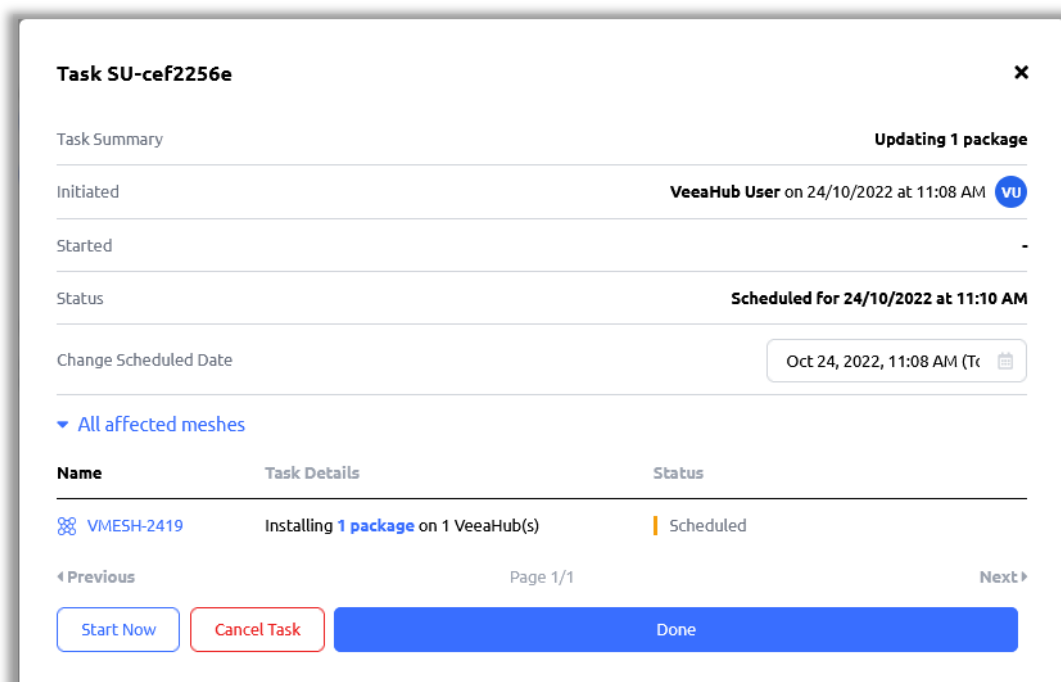 Task SU-cef2256e
Task Summary Updating 1 package
Initiated VeeaHub User on 24/10/2022 at 11:08 AM VU
Started -
Status Scheduled for 24/10/2022 at 11:10 AM
Change Scheduled Date Oct 24, 2022, 11:08 AM (To
All affected meshes
Name Task Details Status
VMESH-2419 Installing 1 package on 1 VeeaHub(s) Scheduled
Previous Page 1/1 Next
Start Now Cancel Task Done